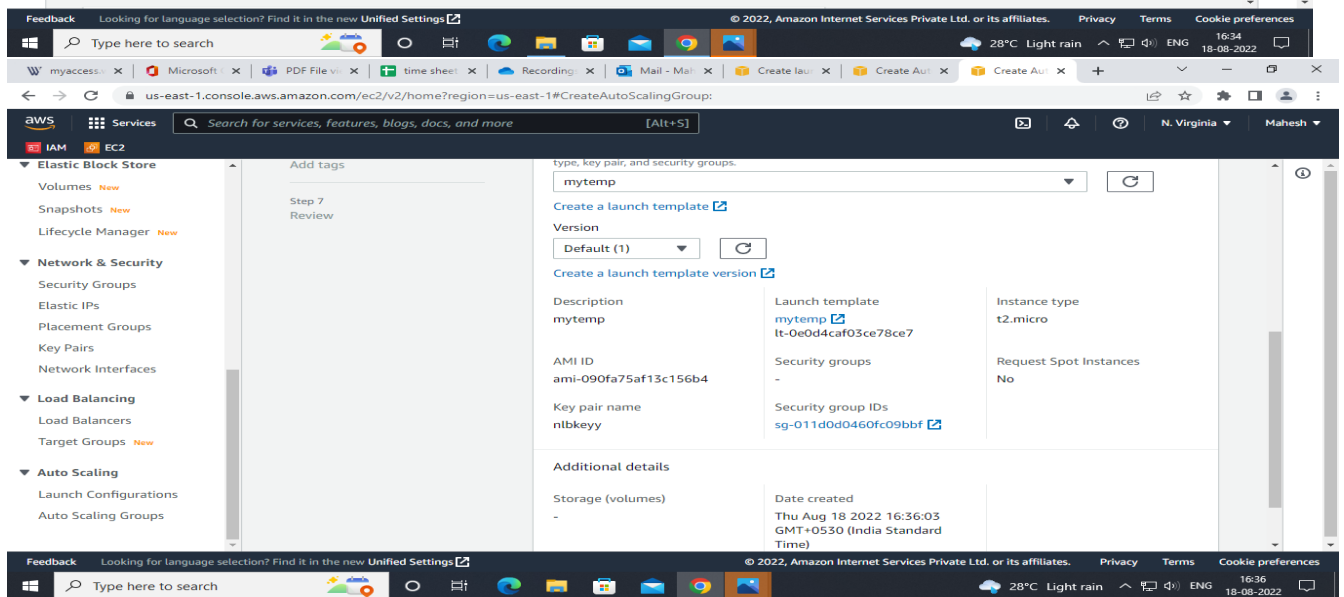 Feedback Looking for language selection? Find it in the new Unified Settings © 2022, Amazon Internet Services Private Ltd. or its affiliates. Privacy Terms Cookie preferences
Type here to search 28°C Light rain ENG 16:34
18-08-2022
myaccess. Microsoft PDF File vi time sheet Recording Mail - Mah Create laun Create Aut Create Aut
us-east-1.console.aws.amazon.com/ec2/v2/home?region=us-east-1#CreateAutoScalingGroup:
aws Services Search for services, features, blogs, docs, and more [Alt+S] N. Virginia Mahesh
IAM EC2
Elastic Block Store
Volumes New
Snapshots New
Lifecycle Manager New
Network & Security
Security Groups
Elastic IPs
Placement Groups
Key Pairs
Network Interfaces
Load Balancing
Load Balancers
Target Groups New
Auto Scaling
Launch Configurations
Auto Scaling Groups
Add tags
Step 7
Review
type, key pair, and security groups.
mytemp
Create a launch template
Version
Default (1)
Create a launch template version
Description
mytemp
Launch template
mytemp
lt-0e0d4caf03ce78ce7
Instance type
t2.micro
AMI ID
ami-090fa75af13c156b4
Security groups
-
Request Spot Instances
No
Key pair name
nlbkeyy
Security group IDs
sg-011d0d0460fc09bbf
Additional details
Storage (volumes)
-
Date created
Thu Aug 18 2022 16:36:03
GMT+0530 (India Standard
Time)
Feedback Looking for language selection? Find it in the new Unified Settings © 2022, Amazon Internet Services Private Ltd. or its affiliates. Privacy Terms Cookie preferences
Type here to search 28°C Light rain ENG 16:36
18-08-2022